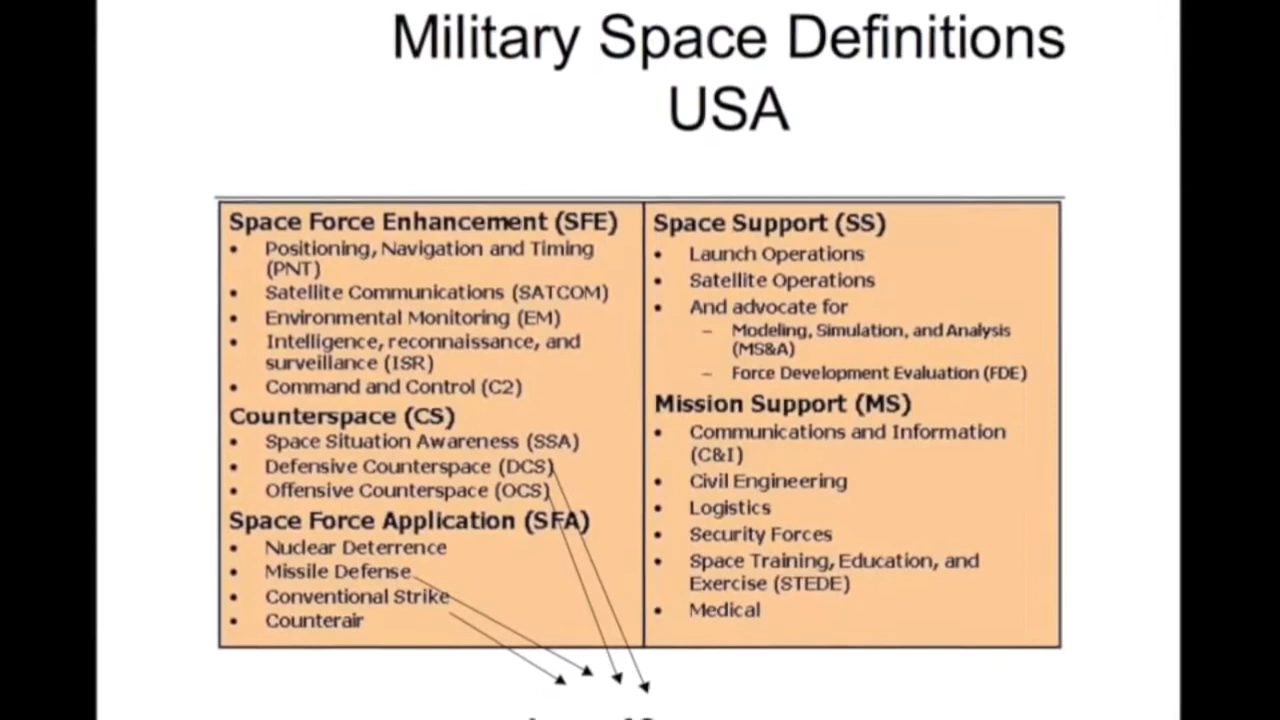 Military Space Definitions
USA
Space Force Enhancement (SFE)
• Positioning, Navigation and Timing
(PNT)
• Satellite Communications (SATCOM)
• Environmental Monitoring (EM)
• Intelligence, reconnaissance, and
surveillance (ISR)
• Command and Control (C2)
Counterspace (CS)
• Space Situation Awareness (SSA)
• Defensive Counterspace (DCS)
• Offensive Counterspace (OCS)
Space Force Application (SFA)
• Nuclear Deterrence
• Missile Defense
• Conventional Strike
• Counterair
Space Support (SS)
• Launch Operations
• Satellite Operations
• And advocate for
– Modeling, Simulation, and Analysis
(MS&A)
– Force Development Evaluation (FDE)
Mission Support (MS)
• Communications and Information
(C&I)
• Civil Engineering
• Logistics
• Security Forces
• Space Training, Education, and
Exercise (STEDE)
• Medical